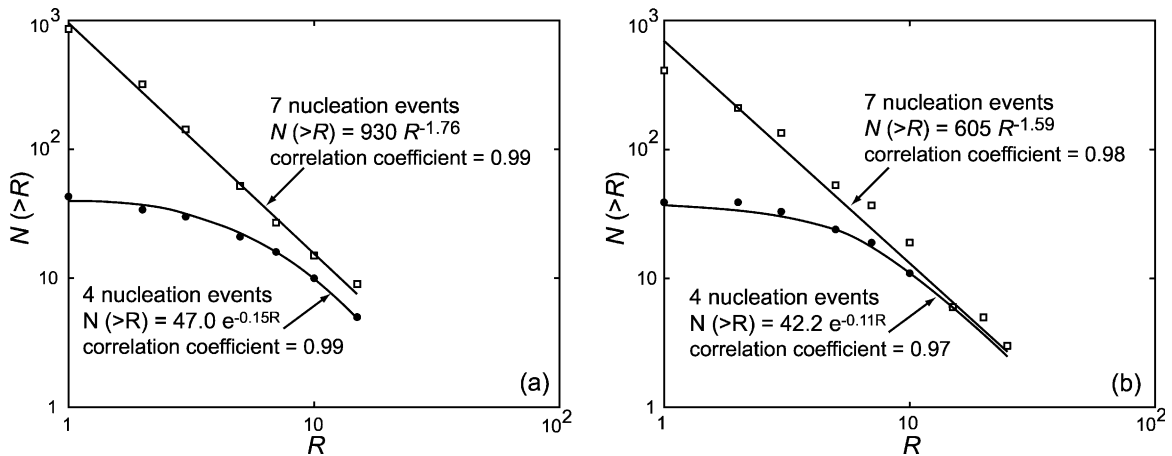 10³
10²
10
1
N (>R)
7 nucleation events
N (>R) = 930 R⁻¹·⁷⁶
correlation coefficient = 0.99
4 nucleation events
N (>R) = 47.0 e⁻⁰·¹⁵ᴿ
correlation coefficient = 0.99
(a)
1
10
10²
R
10³
10²
10
1
N (>R)
7 nucleation events
N (>R) = 605 R⁻¹·⁵⁹
correlation coefficient = 0.98
4 nucleation events
N (>R) = 42.2 e⁻⁰·¹¹ᴿ
correlation coefficient = 0.97
(b)
1
10
10²
R